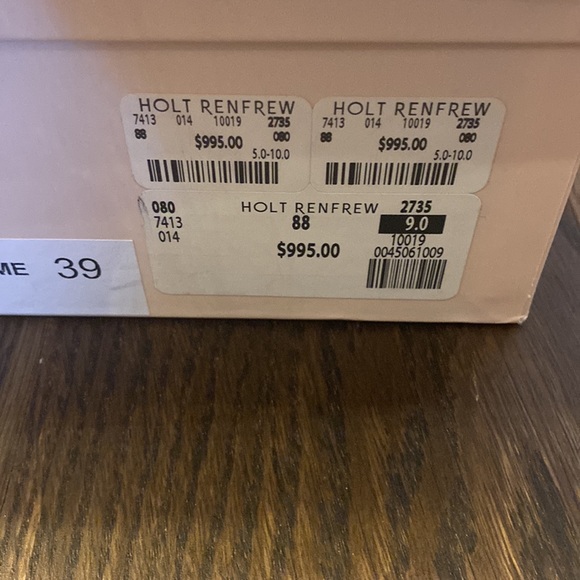 HOLT RENFREW
7413 014 10019 2735
88 080
$995.00
5.0-10.0
HOLT RENFREW
7413 014 10019 2735
88 080
$995.00
5.0-10.0
080 HOLT RENFREW 2735
7413 88 9.0
014 10019
$995.00 0045061009
ME 39